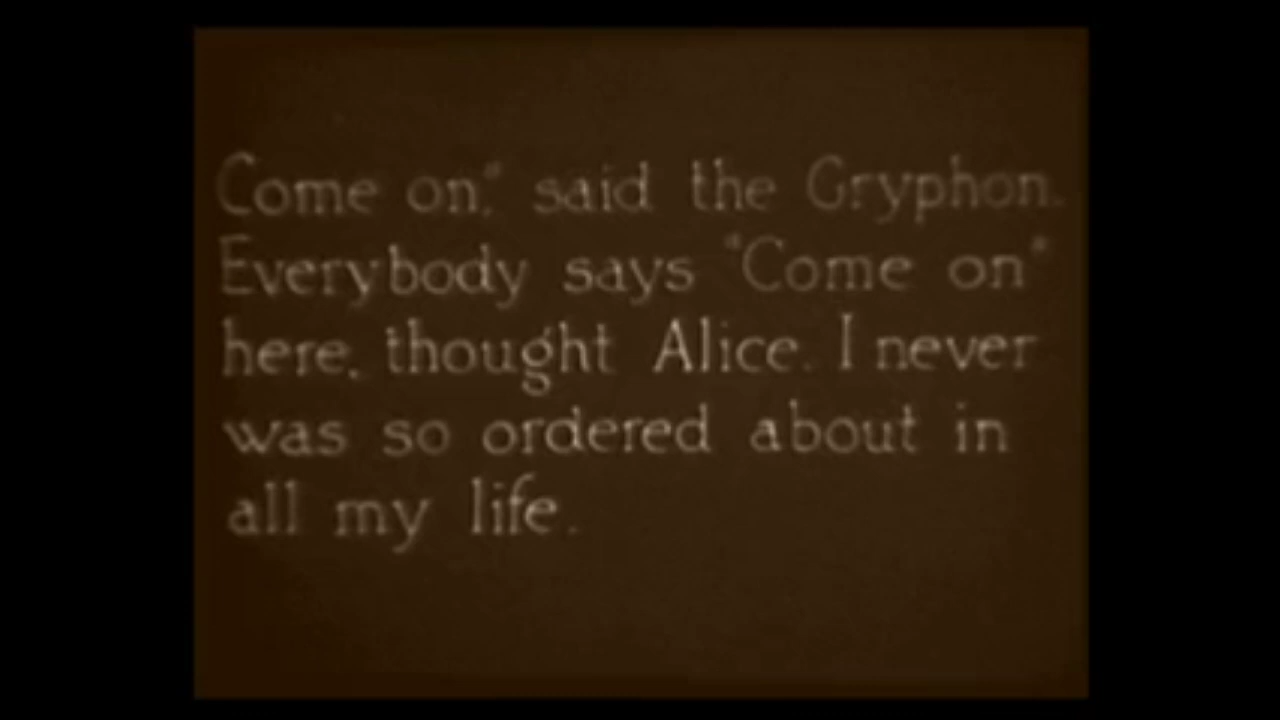 Come on," said the Gryphon.
Everybody says "Come on"
here, thought Alice. I never
was so ordered about in
all my life.